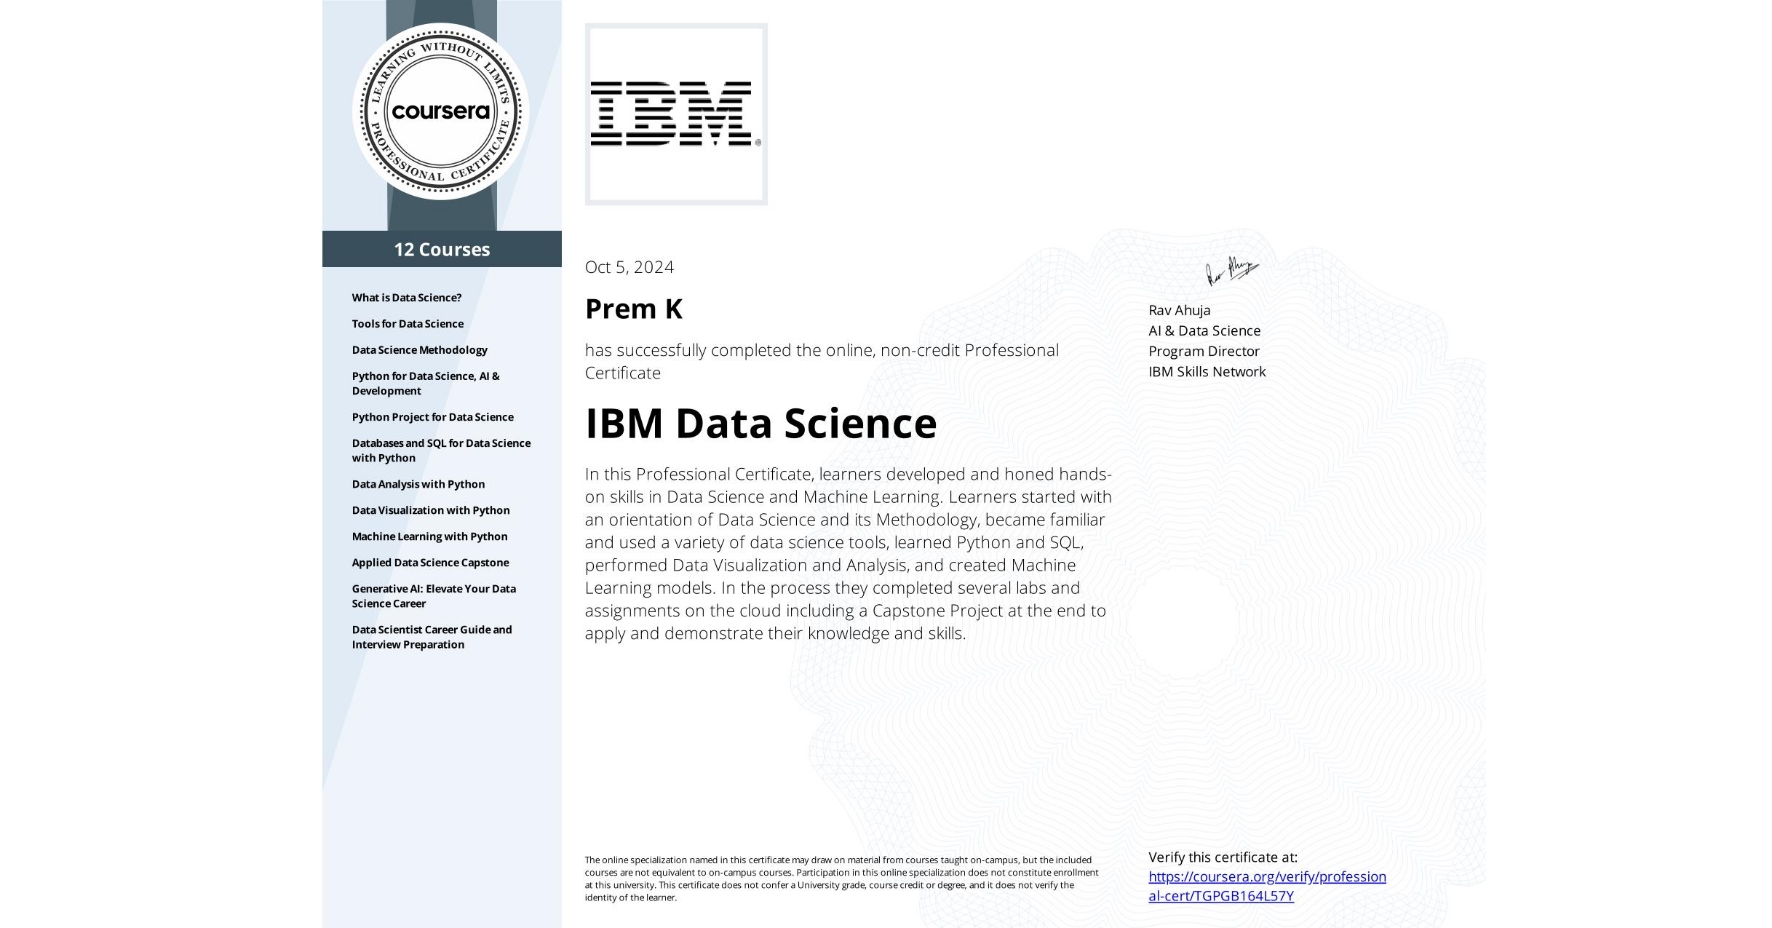 LEARNING WITHOUT LIMITS
coursera
PROFESSIONAL CERTIFICATE
12 Courses
What is Data Science?
Tools for Data Science
Data Science Methodology
Python for Data Science, AI &
Development
Python Project for Data Science
Databases and SQL for Data Science
with Python
Data Analysis with Python
Data Visualization with Python
Machine Learning with Python
Applied Data Science Capstone
Generative AI: Elevate Your Data
Science Career
Data Scientist Career Guide and
Interview Preparation
IBM®
Oct 5, 2024
Prem K
has successfully completed the online, non-credit Professional
Certificate
IBM Data Science
In this Professional Certificate, learners developed and honed hands-
on skills in Data Science and Machine Learning. Learners started with
an orientation of Data Science and its Methodology, became familiar
and used a variety of data science tools, learned Python and SQL,
performed Data Visualization and Analysis, and created Machine
Learning models. In the process they completed several labs and
assignments on the cloud including a Capstone Project at the end to
apply and demonstrate their knowledge and skills.
Rav Ahuja
Rav Ahuja
AI & Data Science
Program Director
IBM Skills Network
The online specialization named in this certificate may draw on material from courses taught on-campus, but the included
courses are not equivalent to on-campus courses. Participation in this online specialization does not constitute enrollment
at this university. This certificate does not confer a University grade, course credit or degree, and it does not verify the
identity of the learner.
Verify this certificate at:
https://coursera.org/verify/profession
al-cert/TGPGB164L57Y